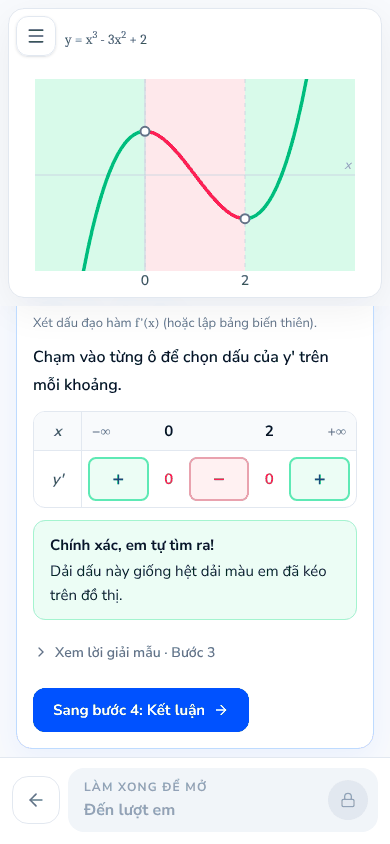 y = x³ - 3x² + 2
x
0 2
Xét dấu đạo hàm f'(x) (hoặc lập bảng biến thiên).
Chạm vào từng ô để chọn dấu của y' trên
mỗi khoảng.
x −∞ 0 2 +∞
y' + 0 − 0 +
Chính xác, em tự tìm ra!
Dải dấu này giống hệt dải màu em đã kéo
trên đồ thị.
Xem lời giải mẫu · Bước 3
Sang bước 4: Kết luận →
LÀM XONG ĐỂ MỞ
Đến lượt em